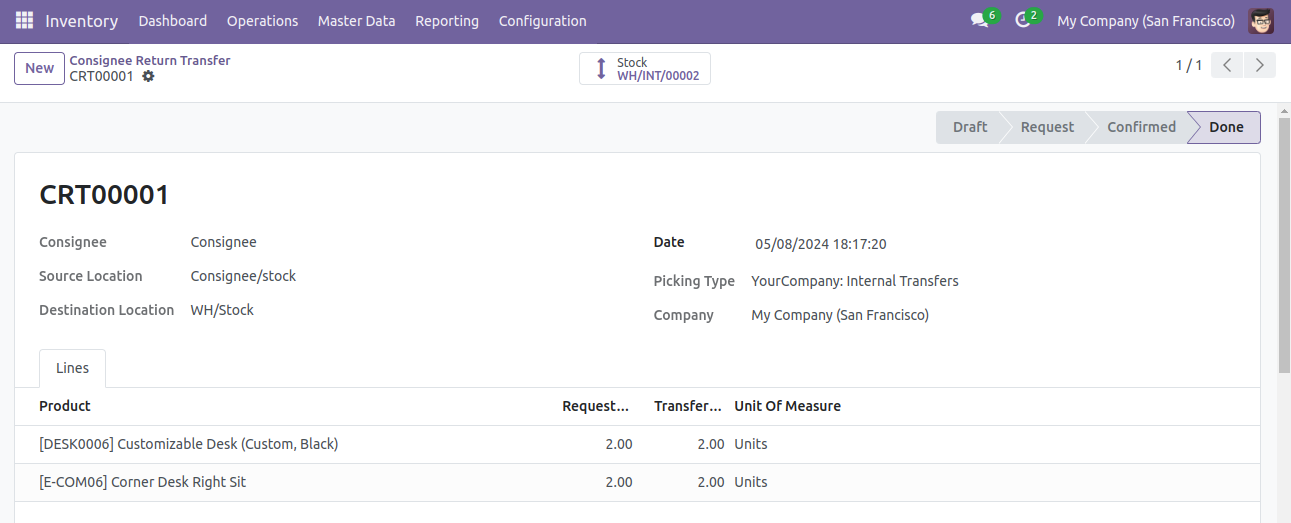 Inventory Dashboard Operations Master Data Reporting Configuration 6 2 My Company (San Francisco)
New Consignee Return Transfer Stock 1 / 1
CRT00001 WH/INT/00002
Draft Request Confirmed Done
CRT00001
Consignee Consignee Date 05/08/2024 18:17:20
Source Location Consignee/stock Picking Type YourCompany: Internal Transfers
Destination Location WH/Stock Company My Company (San Francisco)
Lines
Product Request... Transfer... Unit Of Measure
[DESK0006] Customizable Desk (Custom, Black) 2.00 2.00 Units
[E-COM06] Corner Desk Right Sit 2.00 2.00 Units